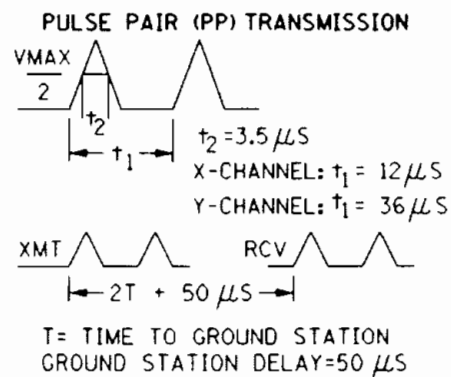 PULSE PAIR (PP) TRANSMISSION
VMAX
2
t2
t1
t2=3.5 µS
X-CHANNEL: t1 = 12 µS
Y-CHANNEL: t1 = 36 µS
XMT
RCV
2T + 50 µS
T= TIME TO GROUND STATION
GROUND STATION DELAY=50 µS